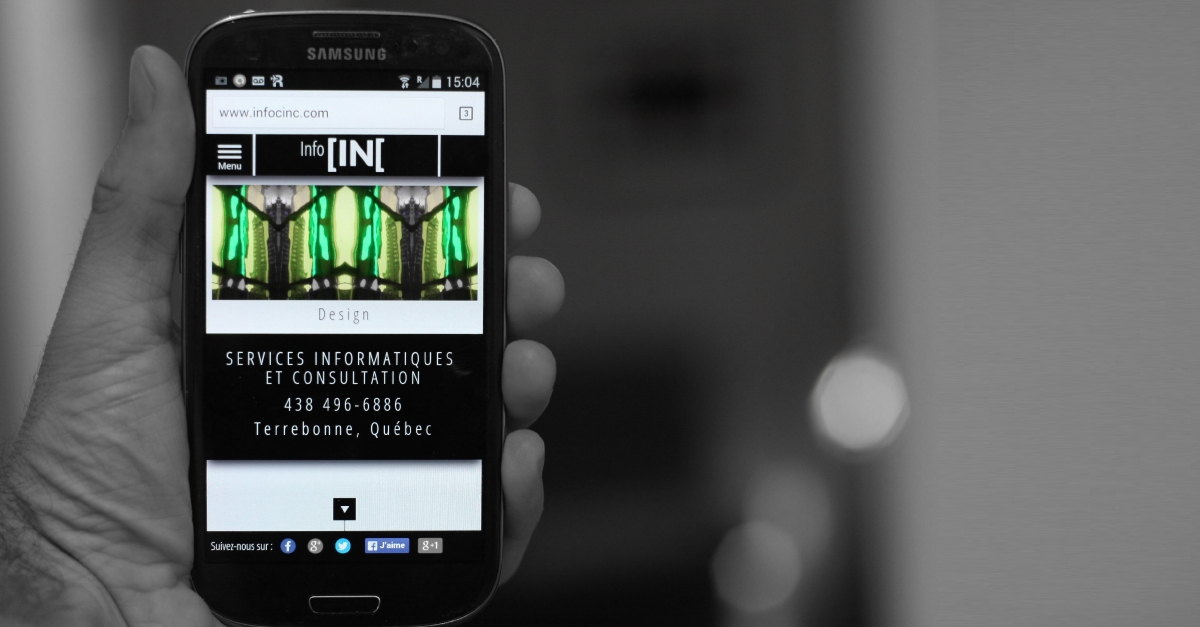 SAMSUNG
R 15:04
www.infocinc.com 3
Menu
Info [IN[
Design
SERVICES INFORMATIQUES
ET CONSULTATION
438 496-6886
Terrebonne, Québec
Suivez-nous sur : f g+ J'aime g+1